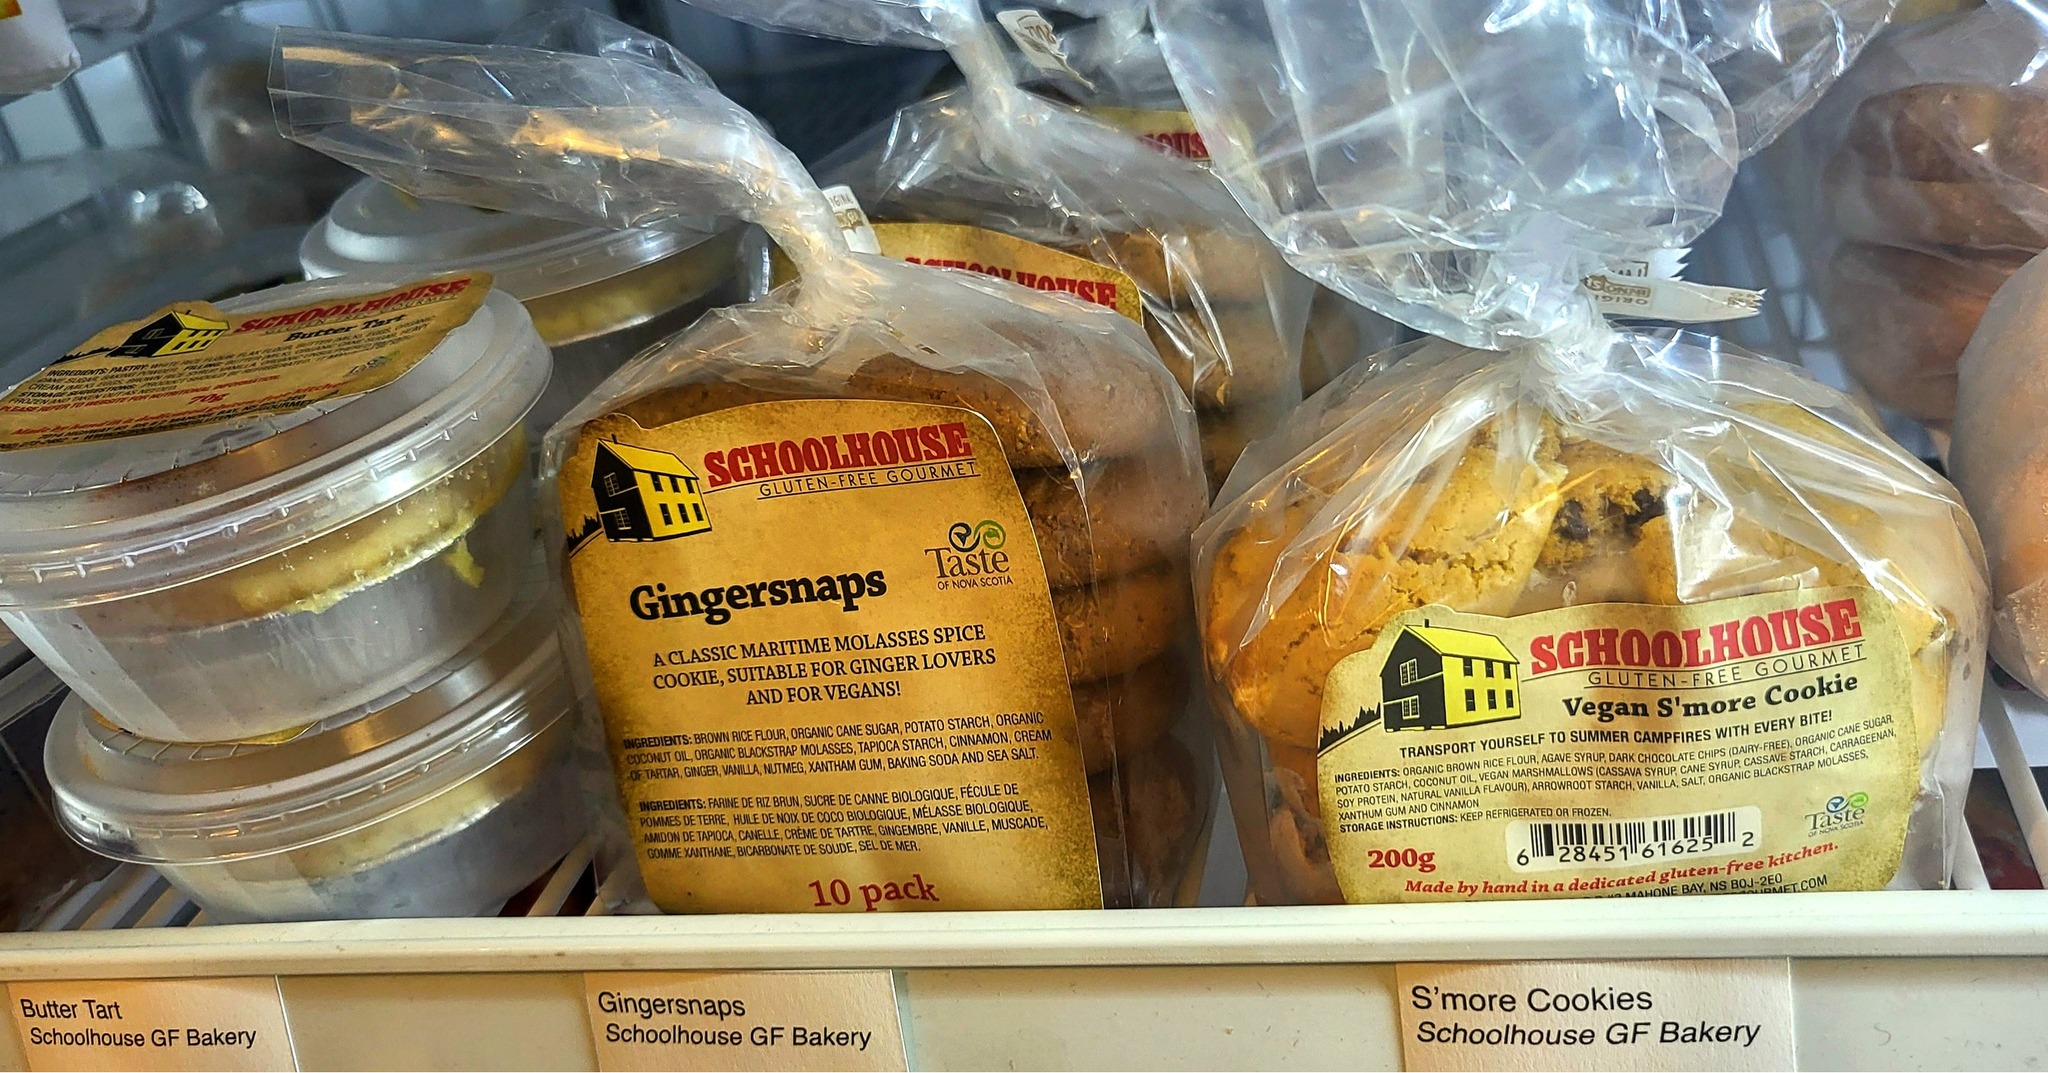 SCHOOLHOUSE
Butter Tart
70g
SCHOOLHOUSE
SCHOOLHOUSE
GLUTEN-FREE GOURMET
Taste
OF NOVA SCOTIA
Gingersnaps
A CLASSIC MARITIME MOLASSES SPICE
COOKIE, SUITABLE FOR GINGER LOVERS
AND FOR VEGANS!
INGREDIENTS: BROWN RICE FLOUR, ORGANIC CANE SUGAR, POTATO STARCH, ORGANIC
COCONUT OIL, ORGANIC BLACKSTRAP MOLASSES, TAPIOCA STARCH, CINNAMON, CREAM
OF TARTAR, GINGER, VANILLA, NUTMEG, XANTHAM GUM, BAKING SODA AND SEA SALT.
INGREDIENTS: FARINE DE RIZ BRUN, SUCRE DE CANNE BIOLOGIQUE, FÉCULE DE
POMMES DE TERRE, HUILE DE NOIX DE COCO BIOLOGIQUE, MÉLASSE BIOLOGIQUE,
AMIDON DE TAPIOCA, CANELLE, CRÈME DE TARTRE, GINGEMBRE, VANILLE, MUSCADE,
GOMME XANTHANE, BICARBONATE DE SOUDE, SEL DE MER.
10 pack
SCHOOLHOUSE
GLUTEN-FREE GOURMET
Vegan S'more Cookie
TRANSPORT YOURSELF TO SUMMER CAMPFIRES WITH EVERY BITE!
INGREDIENTS: ORGANIC BROWN RICE FLOUR, AGAVE SYRUP, DARK CHOCOLATE CHIPS (DAIRY-FREE), ORGANIC CANE SUGAR,
POTATO STARCH, COCONUT OIL, VEGAN MARSHMALLOWS (CASSAVA SYRUP, CANE SYRUP, CASSAVE STARCH, CARRAGEENAN,
SOY PROTEIN, NATURAL VANILLA FLAVOUR), ARROWROOT STARCH, VANILLA, SALT, ORGANIC BLACKSTRAP MOLASSES,
XANTHAM GUM AND CINNAMON
STORAGE INSTRUCTIONS: KEEP REFRIGERATED OR FROZEN.
Taste
OF NOVA SCOTIA
200g
6 28451 61625 2
Made by hand in a dedicated gluten-free kitchen.
MAHONE BAY, NS B0J-2E0
Butter Tart
Schoolhouse GF Bakery
Gingersnaps
Schoolhouse GF Bakery
S'more Cookies
Schoolhouse GF Bakery